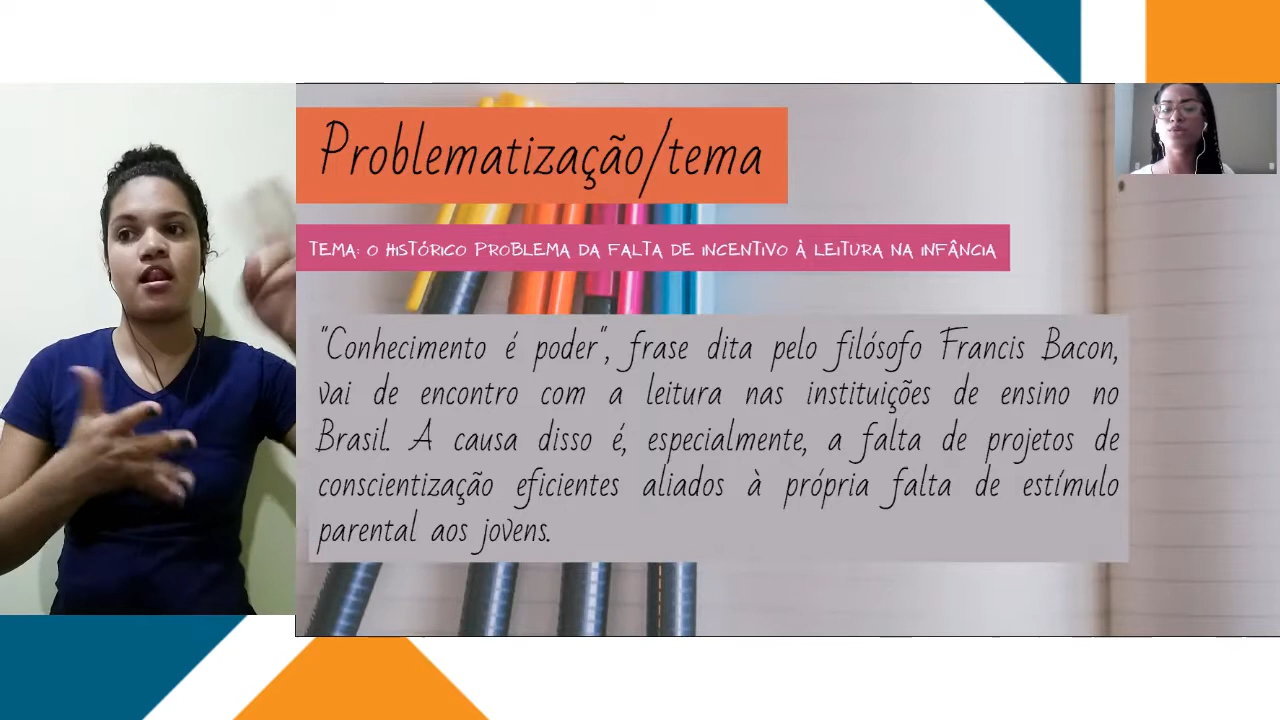 Problematização/tema
TEMA: O HISTÓRICO PROBLEMA DA FALTA DE INCENTIVO À LEITURA NA INFÂNCIA
"Conhecimento é poder", frase dita pelo filósofo Francis Bacon,
vai de encontro com a leitura nas instituições de ensino no
Brasil. A causa disso é, especialmente, a falta de projetos de
conscientização eficientes aliados à própria falta de estímulo
parental aos jovens.